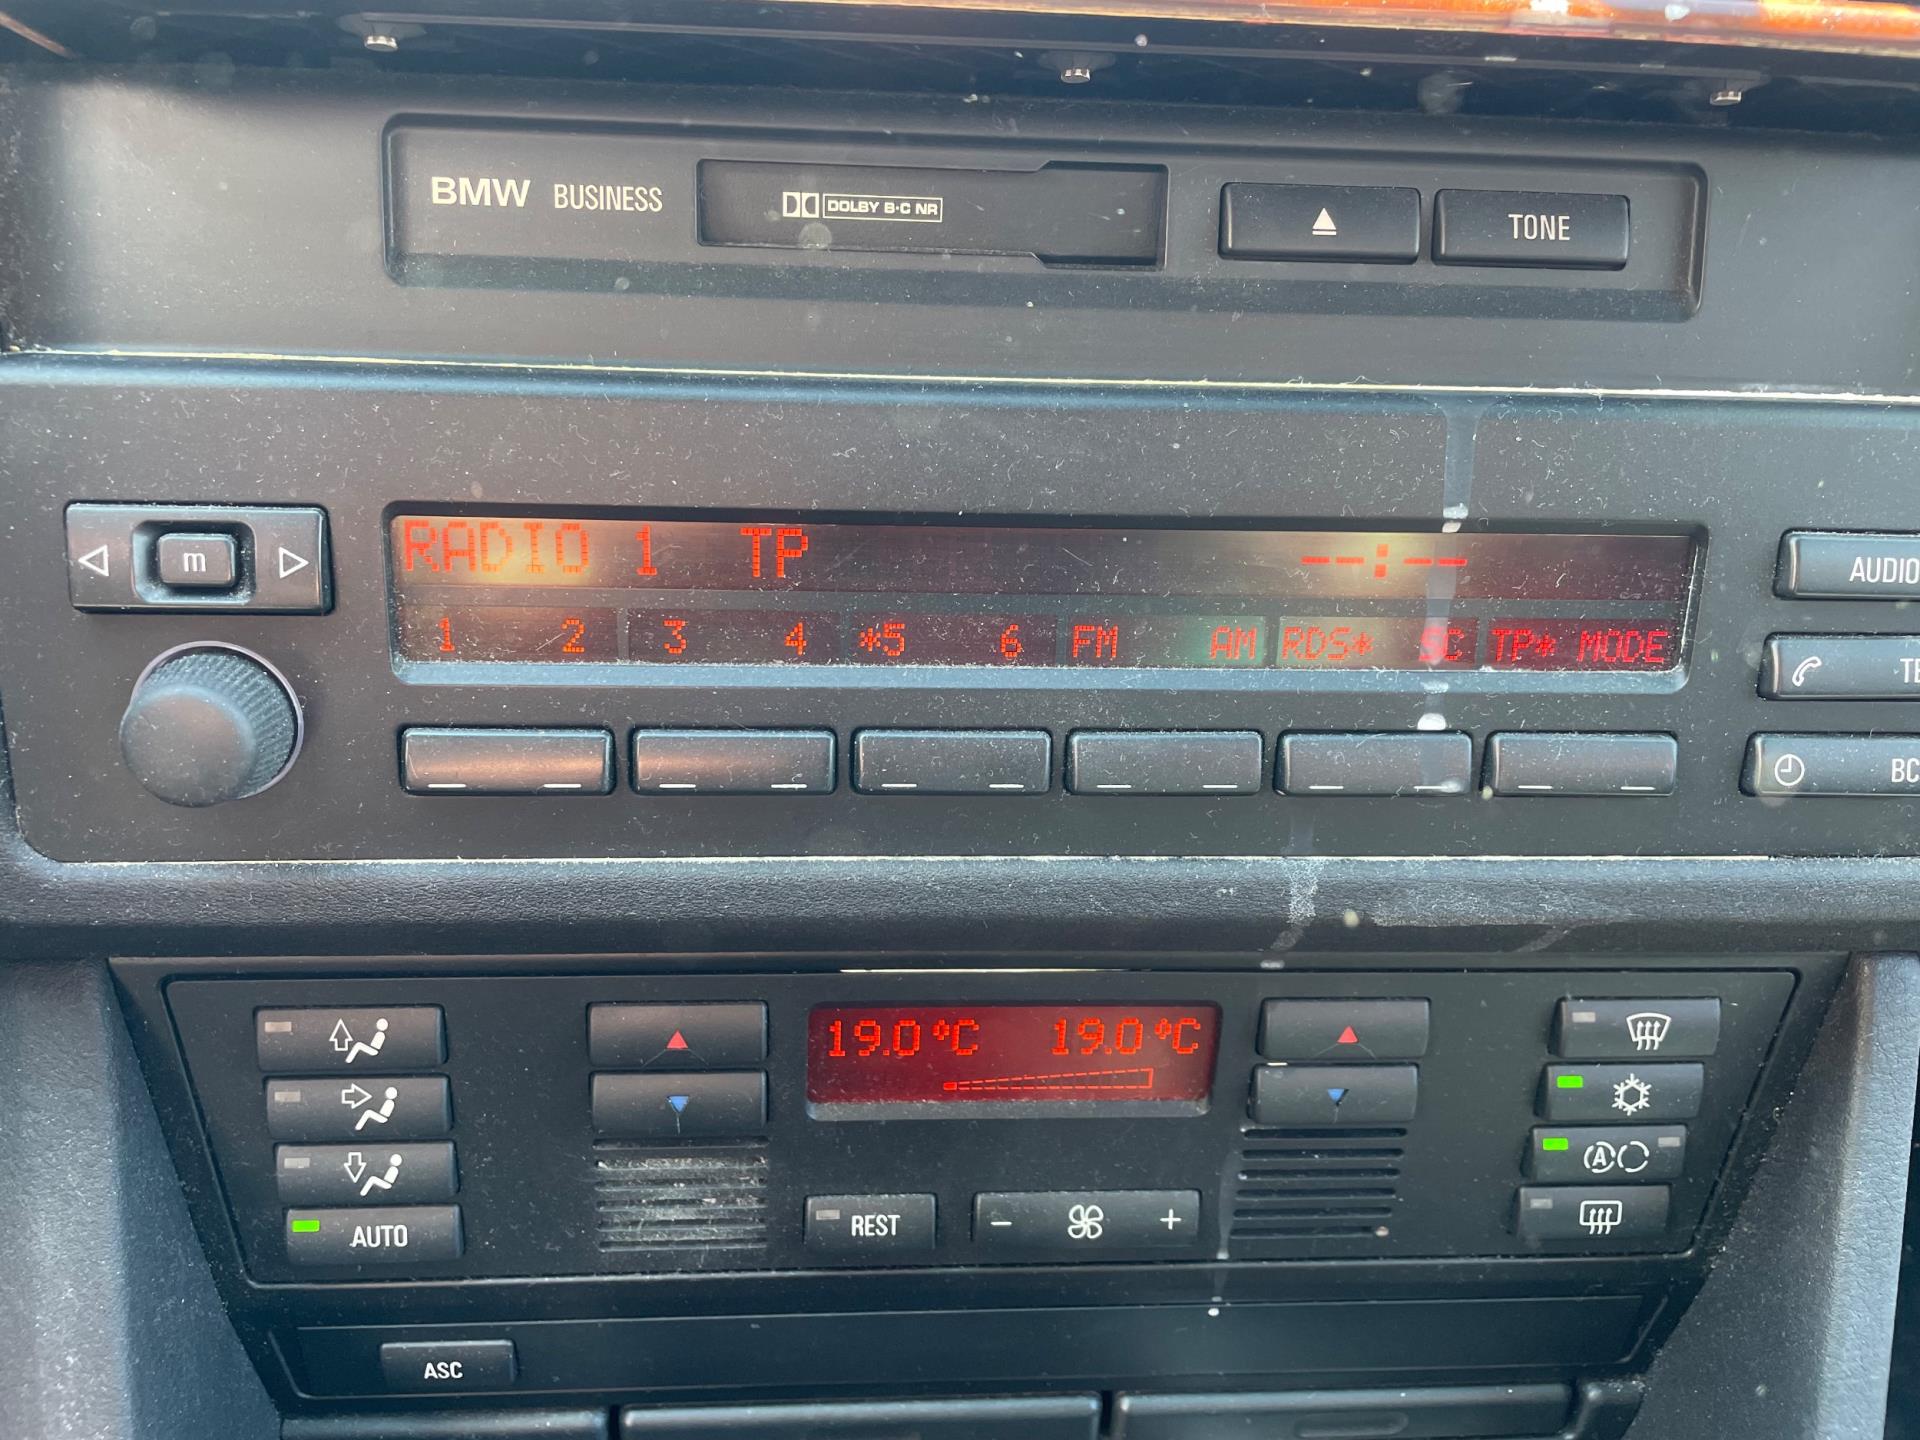 BMW BUSINESS
DOLBY B·C NR
TONE
m
RADIO 1 TP --:--
AUDIO
1 2 3 4 *5 6 FM AM RDS* SC TP* MODE
19.0°C 19.0°C
A
REST
- +
AUTO
ASC